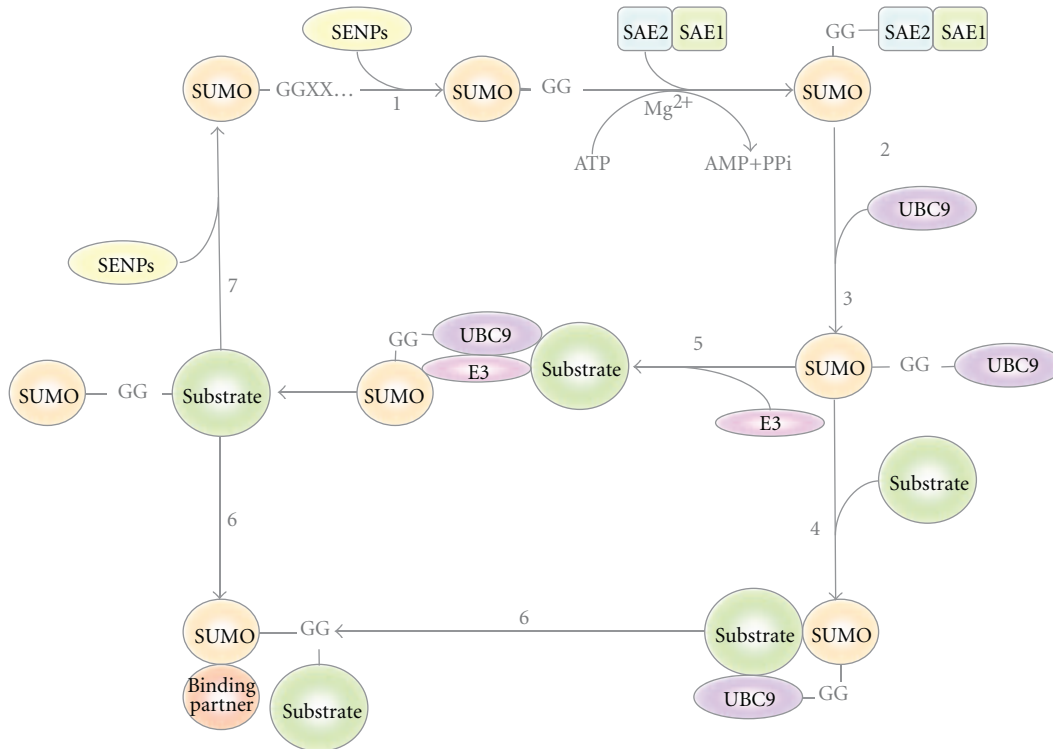 SENPs
SAE2 SAE1
GG
SAE2 SAE1
SUMO
GGXX...
1
SUMO
GG
Mg2+
SUMO
ATP
AMP+PPi
2
UBC9
SENPs
7
3
GG
UBC9
E3
SUMO
Substrate
5
SUMO
GG
UBC9
SUMO
GG
Substrate
E3
Substrate
6
4
SUMO
GG
6
Substrate
SUMO
Binding
partner
Substrate
UBC9
GG